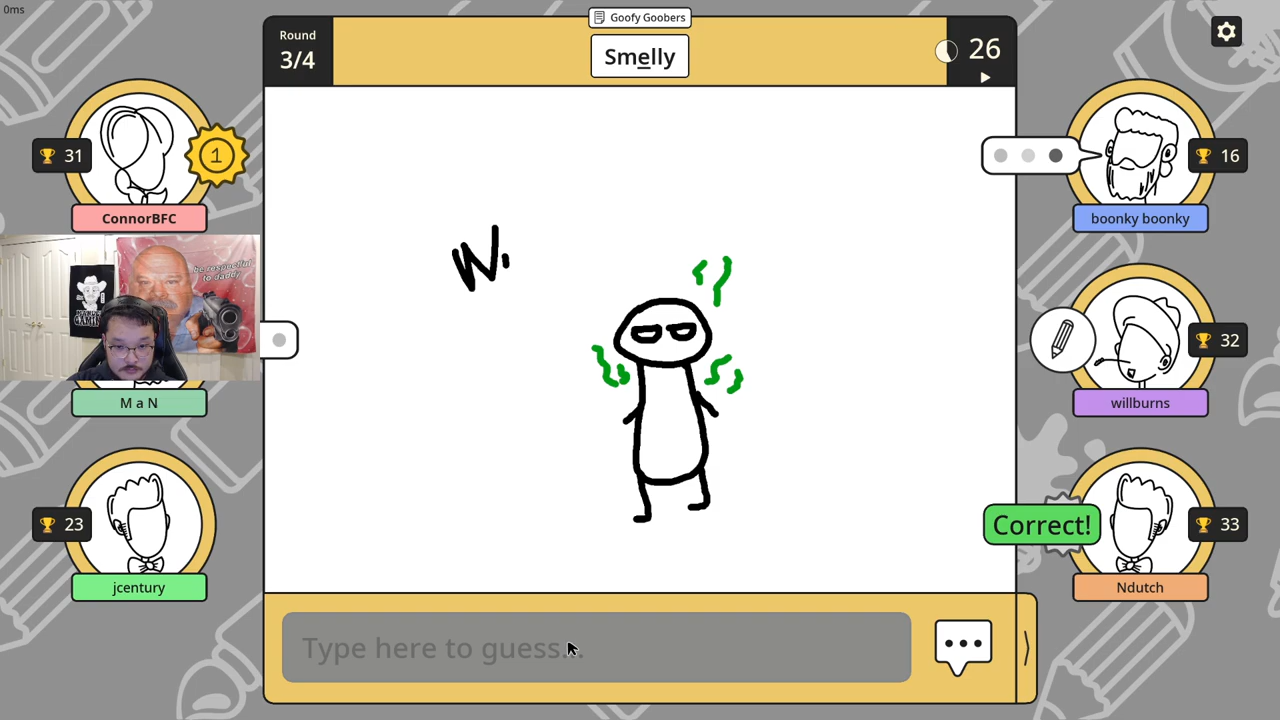 0ms
Goofy Goobers
Round
3/4
Smelly
26
31
1
ConnorBFC
16
boonky boonky
be respectful
to daddy
GAMING
W.
M a N
32
willburns
23
jcentury
Correct!
33
Ndutch
Type here to guess...